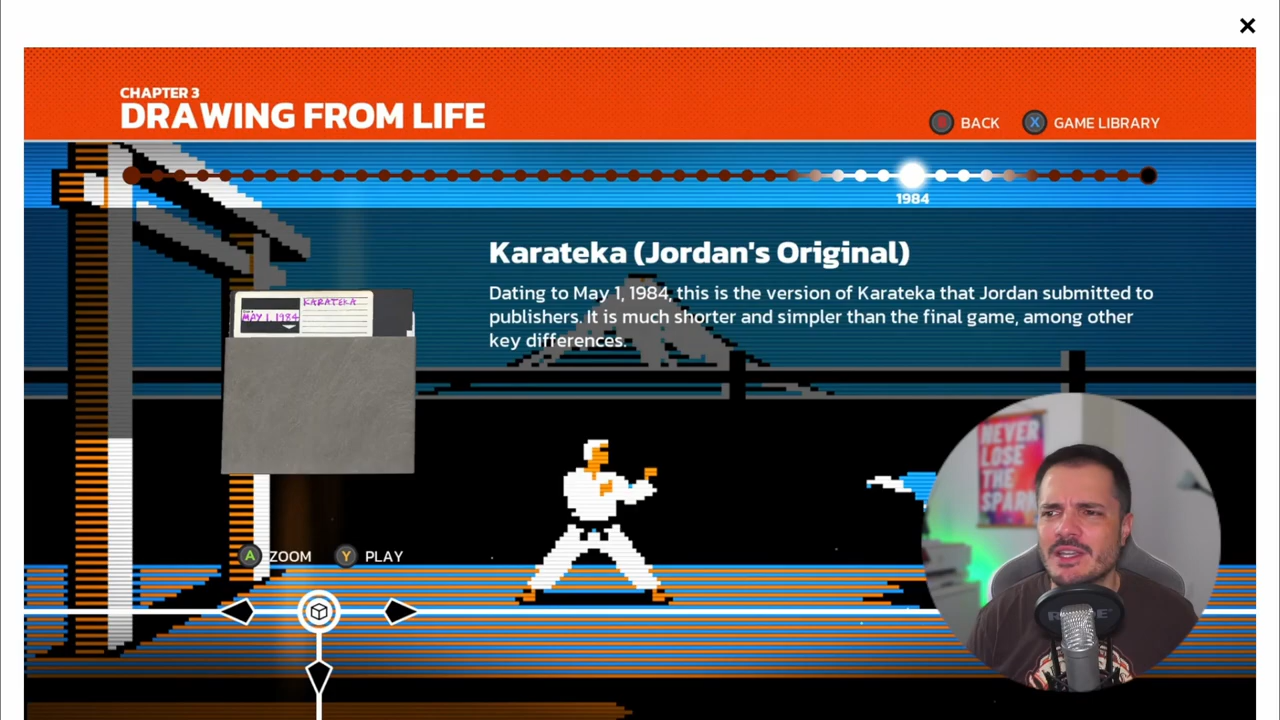 CHAPTER 3
DRAWING FROM LIFE
BACK
X GAME LIBRARY
1984
Karateka (Jordan's Original)
Dating to May 1, 1984, this is the version of Karateka that Jordan submitted to
publishers. It is much shorter and simpler than the final game, among other
key differences.
KARATEKA
MAY 1, 1984
NEVER
LOSE
THE
SPARK
A ZOOM Y PLAY
RODE